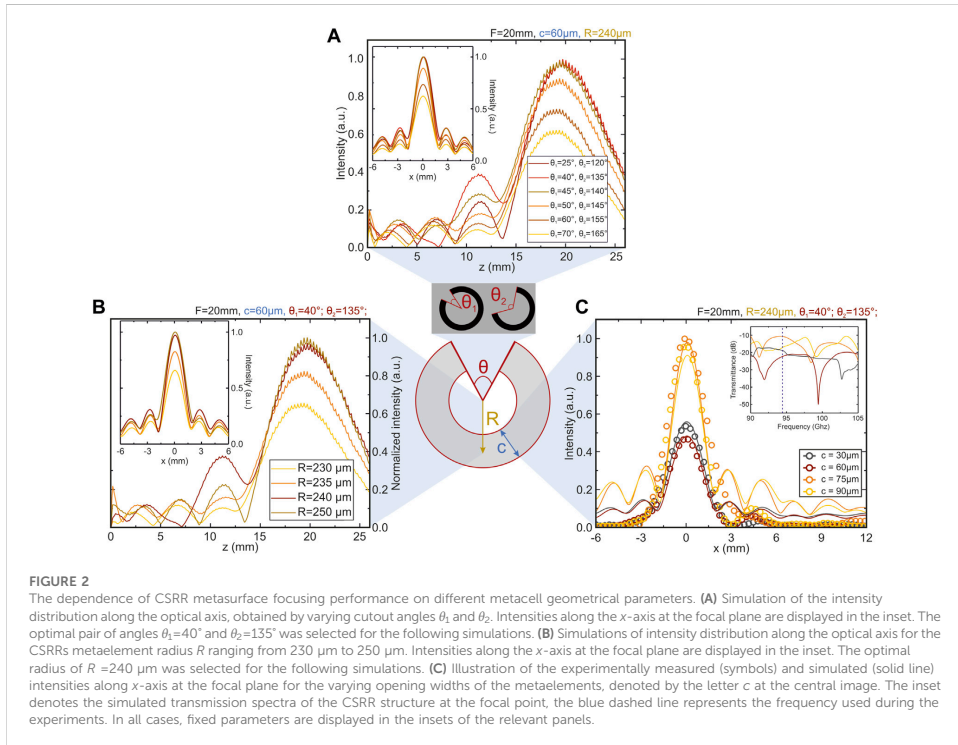 A
F=20mm, c=60µm, R=240µm
Intensity (a.u.)
1.0
0.8
0.6
0.4
0.2
0.0
0 5 10 15 20 25
z (mm)
1.0
0.5
0.0
Intensity (a.u.)
-6 -3 0 3 6
x (mm)
θ₁=25°, θ₂=120°
θ₁=40°, θ₂=135°
θ₁=45°, θ₂=140°
θ₁=50°, θ₂=145°
θ₁=60°, θ₂=155°
θ₁=70°, θ₂=165°
B
F=20mm, c=60µm, θ₁=40°; θ₂=135°;
1.0
0.5
0.0
Intensity (a.u.)
-6 -3 0 3 6
x (mm)
R=230 µm
R=235 µm
R=240 µm
R=250 µm
1.0
0.8
0.6
0.4
0.2
0.0
Normalized intensity (a.u.)
0 5 10 15 20 25
z (mm)
θ₁
θ₂
θ
R
c
C
F=20mm, R=240µm, θ₁=40°; θ₂=135°;
Intensity (a.u.)
1.0
0.8
0.6
0.4
0.2
0.0
-6 -3 0 3 6 9 12
x (mm)
Transmittance (dB)
-10
-20
-30
-40
-50
90 95 100 105
Frequency (Ghz)
c = 30µm
c = 60µm
c = 75µm
c = 90µm
FIGURE 2
The dependence of CSRR metasurface focusing performance on different metacell geometrical parameters. (A) Simulation of the intensity
distribution along the optical axis, obtained by varying cutout angles θ₁ and θ₂. Intensities along the x-axis at the focal plane are displayed in the inset. The
optimal pair of angles θ₁=40° and θ₂=135° was selected for the following simulations. (B) Simulations of intensity distribution along the optical axis for the
CSRRs metaelement radius R ranging from 230 µm to 250 µm. Intensities along the x-axis at the focal plane are displayed in the inset. The optimal
radius of R =240 µm was selected for the following simulations. (C) Illustration of the experimentally measured (symbols) and simulated (solid line)
intensities along x-axis at the focal plane for the varying opening widths of the metaelements, denoted by the letter c at the central image. The inset
denotes the simulated transmission spectra of the CSRR structure at the focal point, the blue dashed line represents the frequency used during the
experiments. In all cases, fixed parameters are displayed in the insets of the relevant panels.